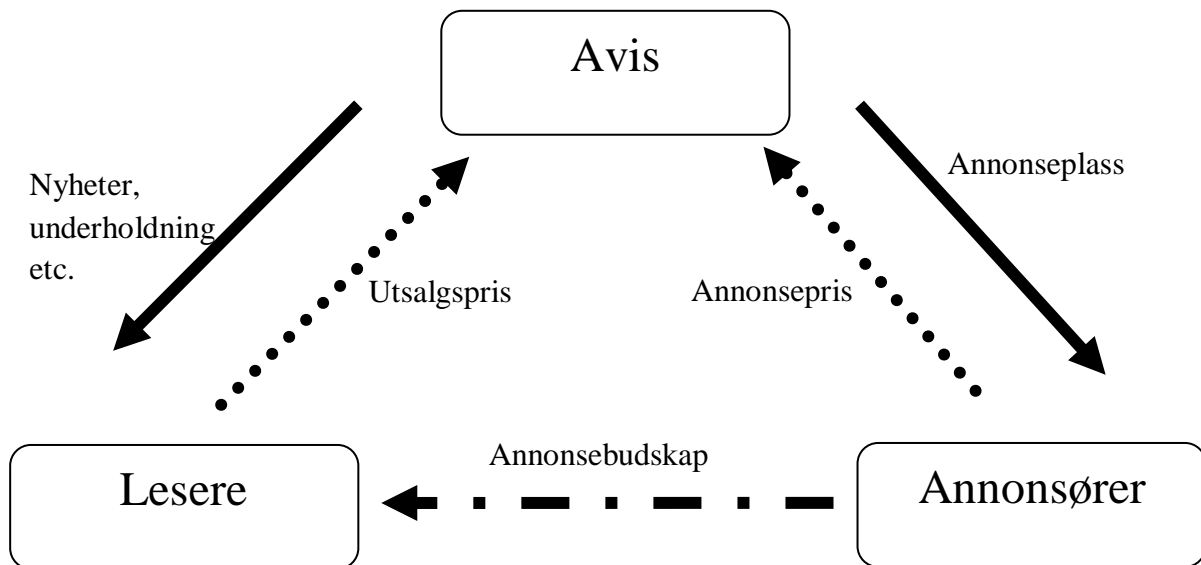 Avis
Nyheter,
underholdning
etc.
Annonseplass
Utsalgspris
Annonsepris
Annonsebudskap
Lesere
Annonsører